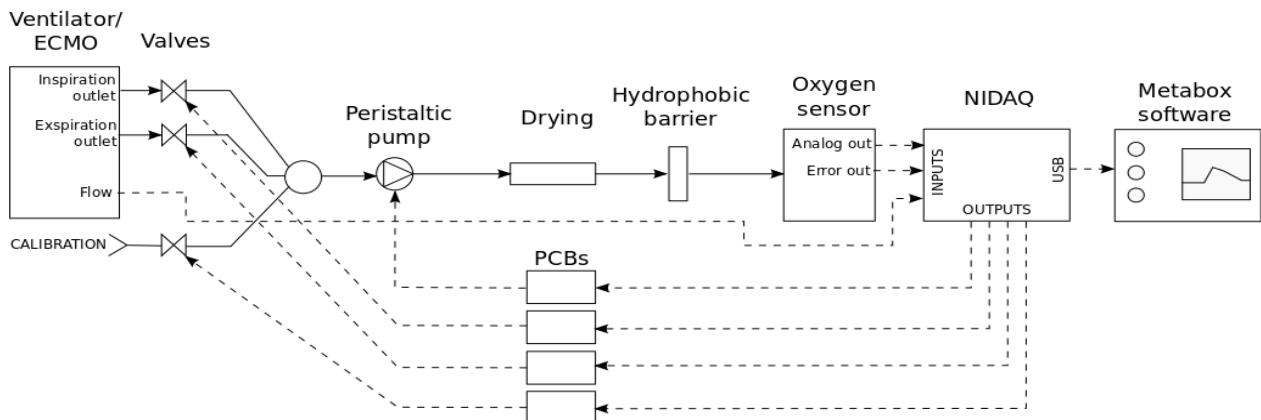 Ventilator/
ECMO
Valves
Inspiration
outlet
Exspiration
outlet
Flow
CALIBRATION
Peristaltic
pump
Drying
Hydrophobic
barrier
Oxygen
sensor
Analog out
Error out
NIDAQ
INPUTS
USB
OUTPUTS
Metabox
software
PCBs